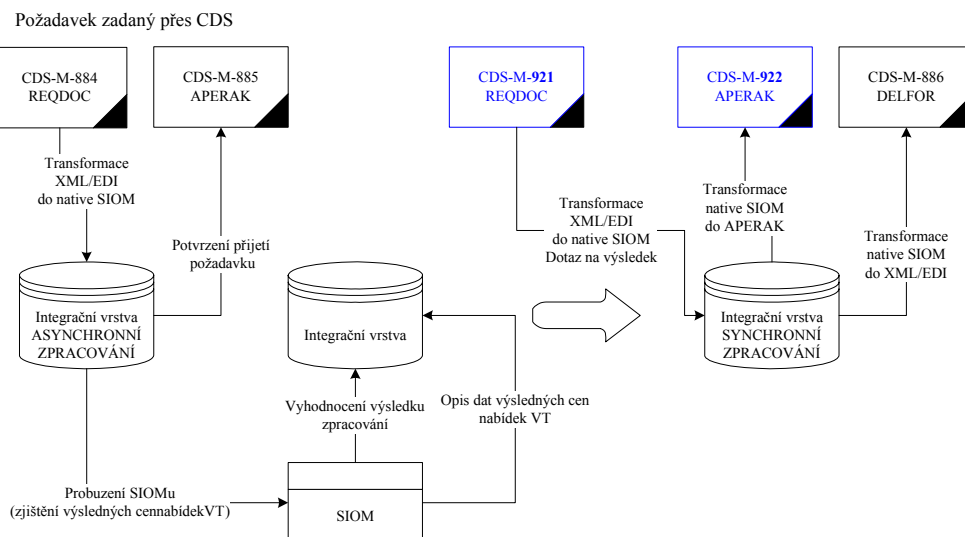 Požadavek zadaný přes CDS
CDS-M-884
REQDOC
CDS-M-885
APERAK
CDS-M-921
REQDOC
CDS-M-922
APERAK
CDS-M-886
DELFOR
Transformace
XML/EDI
do native SIOM
Potvrzení přijetí
požadavku
Transformace
XML/EDI
do native SIOM
Dotaz na výsledek
Transformace
native SIOM
do APERAK
Transformace
native SIOM
do XML/EDI
Integrační vrstva
ASYNCHRONNÍ
ZPRACOVÁNÍ
Integrační vrstva
Integrační vrstva
SYNCHRONNÍ
ZPRACOVÁNÍ
Vyhodnocení výsledku
zpracování
Opis dat výsledných cen
nabídek VT
Probuzení SIOMu
(zjištění výsledných cennabídekVT)
SIOM